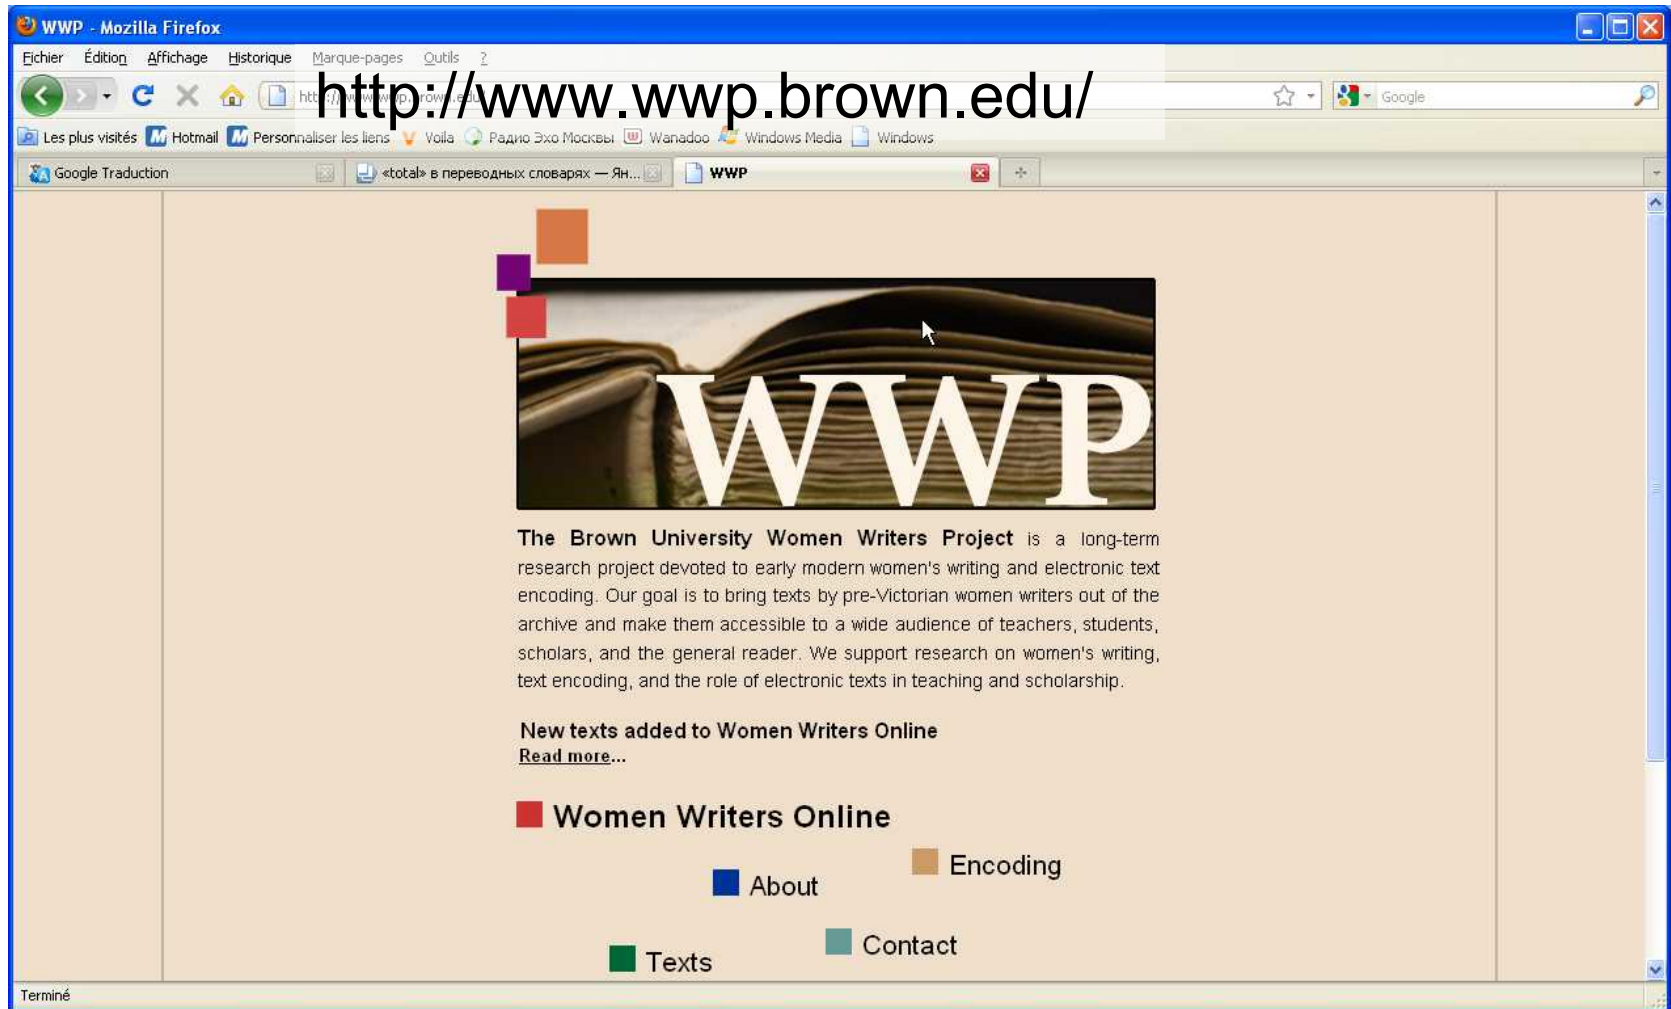 WWP - Mozilla Firefox
Fichier Édition Affichage Historique Marque-pages Outils ?
http://www.wwp.brown.edu/
http://www.wwp.brown.edu/
Google
Les plus visités Hotmail Personnaliser les liens Voila Радио Эхо Москвы Wanadoo Windows Media Windows
Google Traduction «total» в переводных словарях — Ян... WWP
WWP
The Brown University Women Writers Project is a long-term
research project devoted to early modern women's writing and electronic text
encoding. Our goal is to bring texts by pre-Victorian women writers out of the
archive and make them accessible to a wide audience of teachers, students,
scholars, and the general reader. We support research on women's writing,
text encoding, and the role of electronic texts in teaching and scholarship.
New texts added to Women Writers Online
Read more...
Women Writers Online
Encoding
About
Contact
Texts
Terminé